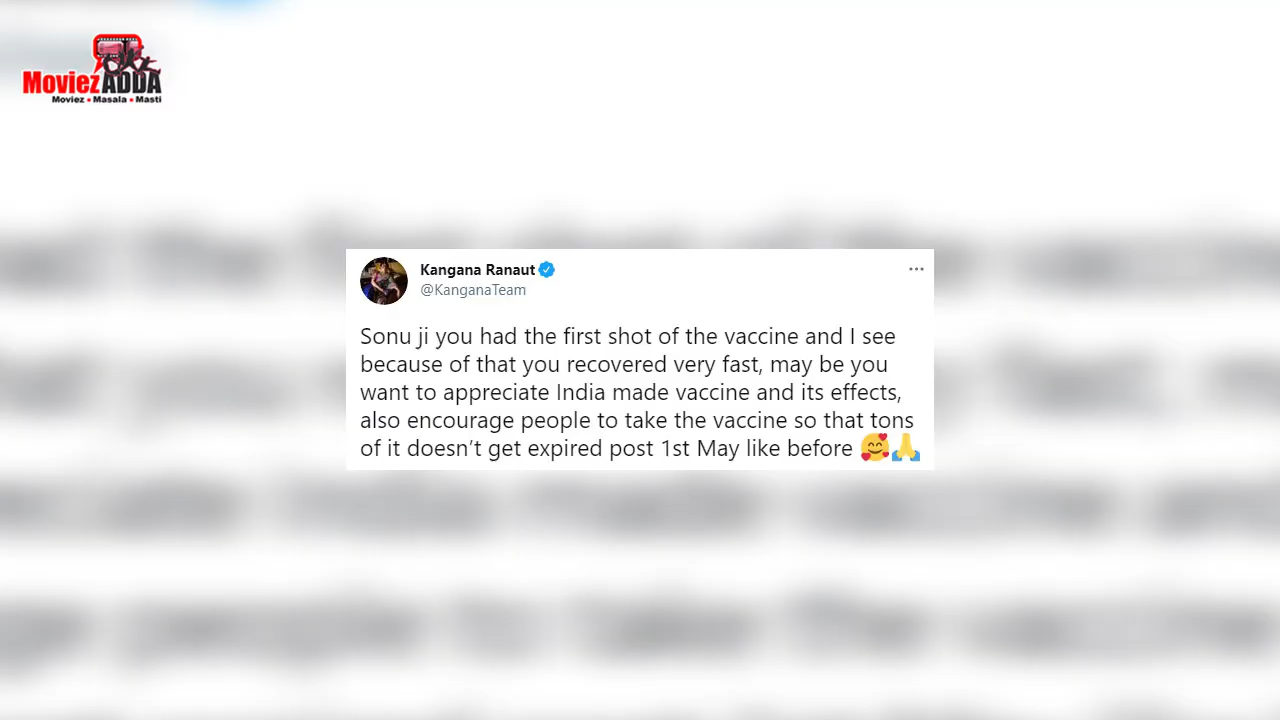 MoviezADDA
Moviez • Masala • Masti
Kangana Ranaut
@KanganaTeam
Sonu ji you had the first shot of the vaccine and I see
because of that you recovered very fast, may be you
want to appreciate India made vaccine and its effects,
also encourage people to take the vaccine so that tons
of it doesn’t get expired post 1st May like before 🥰🙏